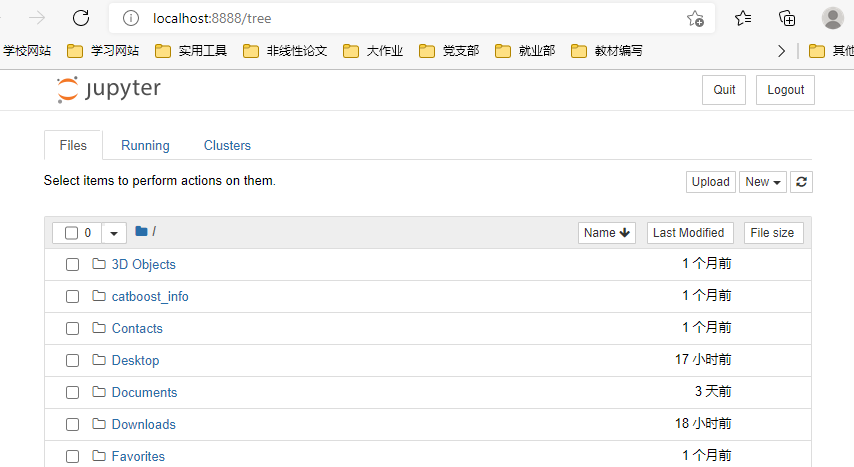 localhost:8888/tree
学校网站 学习网站 实用工具 非线性论文 大作业 党支部 就业部 教材编写 其他
jupyter Quit Logout
Files Running Clusters
Select items to perform actions on them. Upload New
0 / Name Last Modified File size
3D Objects 1 个月前
catboost_info 1 个月前
Contacts 1 个月前
Desktop 17 小时前
Documents 3 天前
Downloads 18 小时前
Favorites 1 个月前